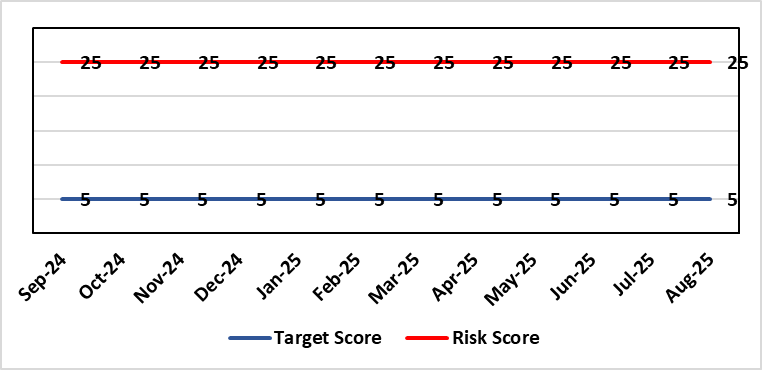 25 25 25 25 25 25 25 25 25 25 25 25
5 5 5 5 5 5 5 5 5 5 5 5
Sep-24 Oct-24 Nov-24 Dec-24 Jan-25 Feb-25 Mar-25 Apr-25 May-25 Jun-25 Jul-25 Aug-25
Target Score Risk Score